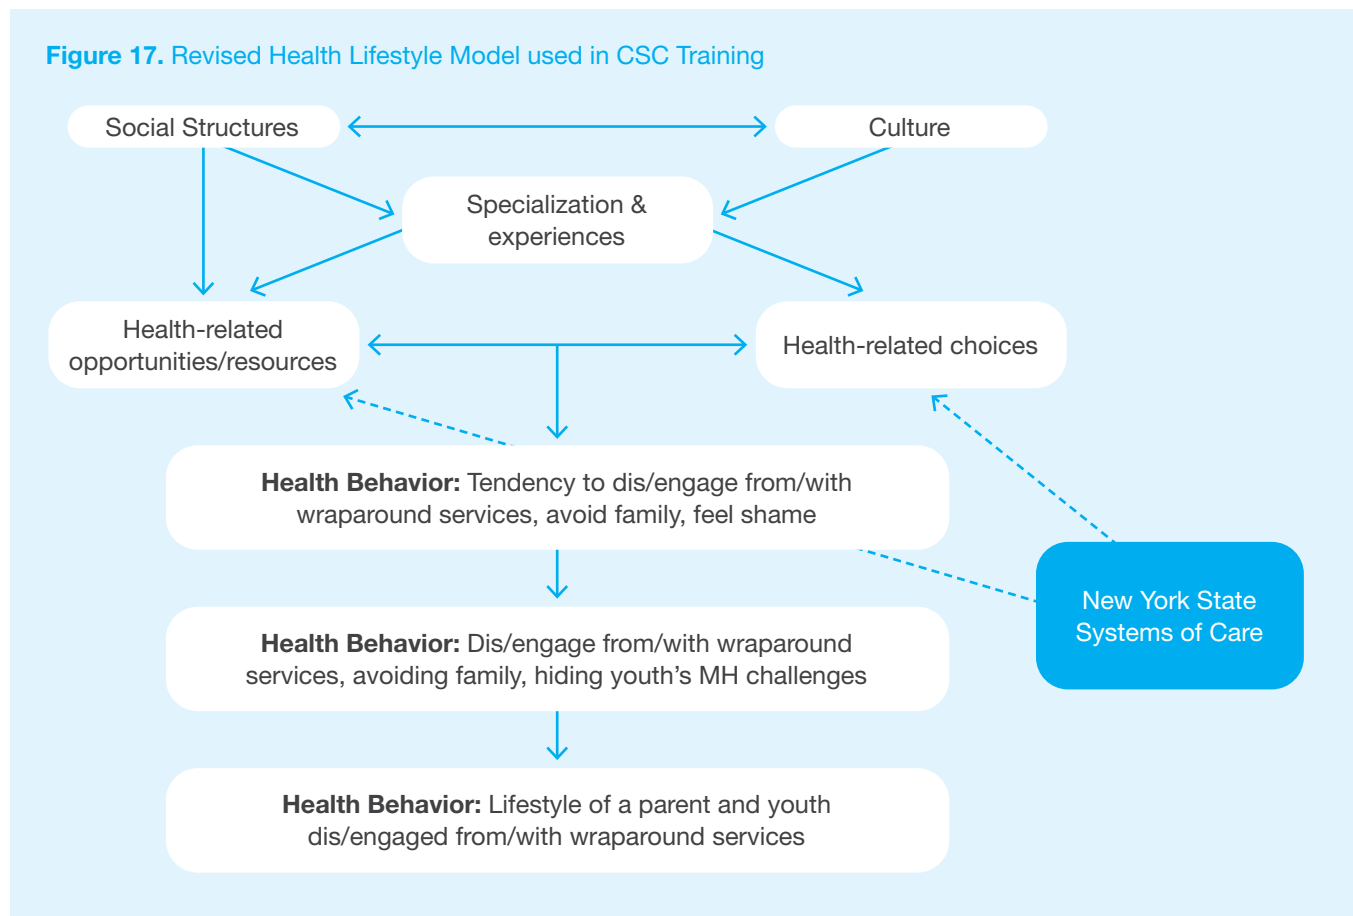 Figure 17. Revised Health Lifestyle Model used in CSC Training
Social Structures
Culture
Specialization &
experiences
Health-related
opportunities/resources
Health-related choices
Health Behavior: Tendency to dis/engage from/with
wraparound services, avoid family, feel shame
New York State
Systems of Care
Health Behavior: Dis/engage from/with wraparound
services, avoiding family, hiding youth’s MH challenges
Health Behavior: Lifestyle of a parent and youth
dis/engaged from/with wraparound services